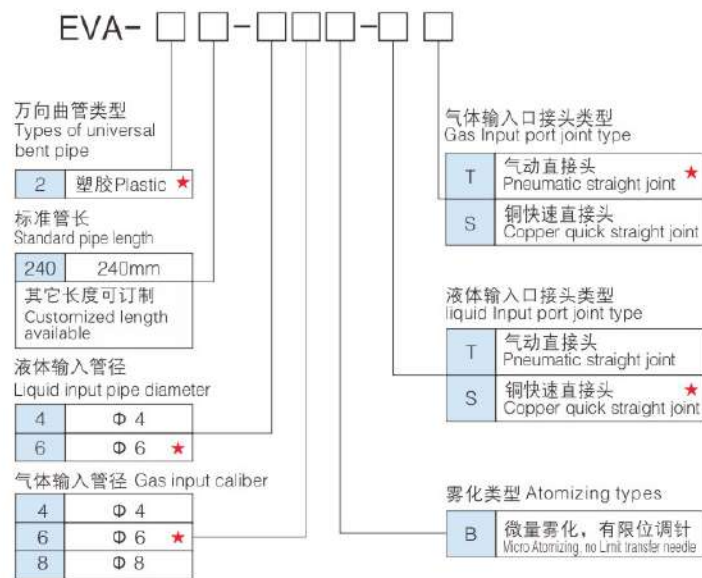 EVA-□□-□□□-□□
万向曲管类型
Types of universal
bent pipe
2 塑胶Plastic ★
标准管长
Standard pipe length
240 240mm
其它长度可订制
Customized length
available
液体输入管径
Liquid input pipe diameter
4 Φ 4
6 Φ 6 ★
气体输入管径 Gas input caliber
4 Φ 4
6 Φ 6 ★
8 Φ 8
气体输入口接头类型
Gas Input port joint type
T 气动直接头 ★
Pneumatic straight joint
S 铜快速直接头
Copper quick straight joint
液体输入口接头类型
liquid Input port joint type
T 气动直接头
Pneumatic straight joint
S 铜快速直接头 ★
Copper quick straight joint
雾化类型 Atomizing types
B 微量雾化，有限位调针
Micro Atomizing, no Limit transfer needle